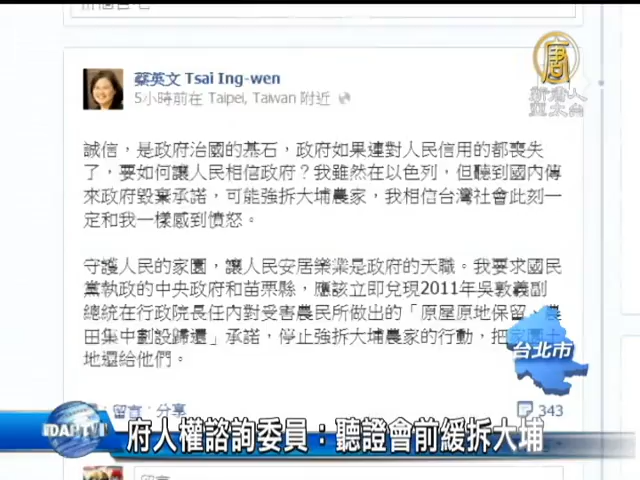 唐
新唐人
亞太台
蔡英文 Tsai Ing-wen
5小時前在 Taipei, Taiwan 附近
誠信，是政府治國的基石，政府如果連對人民信用的都喪失
了，要如何讓人民相信政府？我雖然在以色列，但聽到國內傳
來政府毀棄承諾，可能強拆大埔農家，我相信台灣社會此刻一
定和我一樣感到憤怒。
守護人民的家園，讓人民安居樂業是政府的天職。我要求國民
黨執政的中央政府和苗栗縣，應該立即兌現2011年吳敦義副
總統在行政院長任內對受害農民所做出的「原屋原地保留、農
田集中劃設歸還」承諾，停止強拆大埔農家的行動，把家園土
地還給他們。
台北市
留言 · 分享
343
NTDAPTV
府人權諮詢委員：聽證會前緩拆大埔
留言